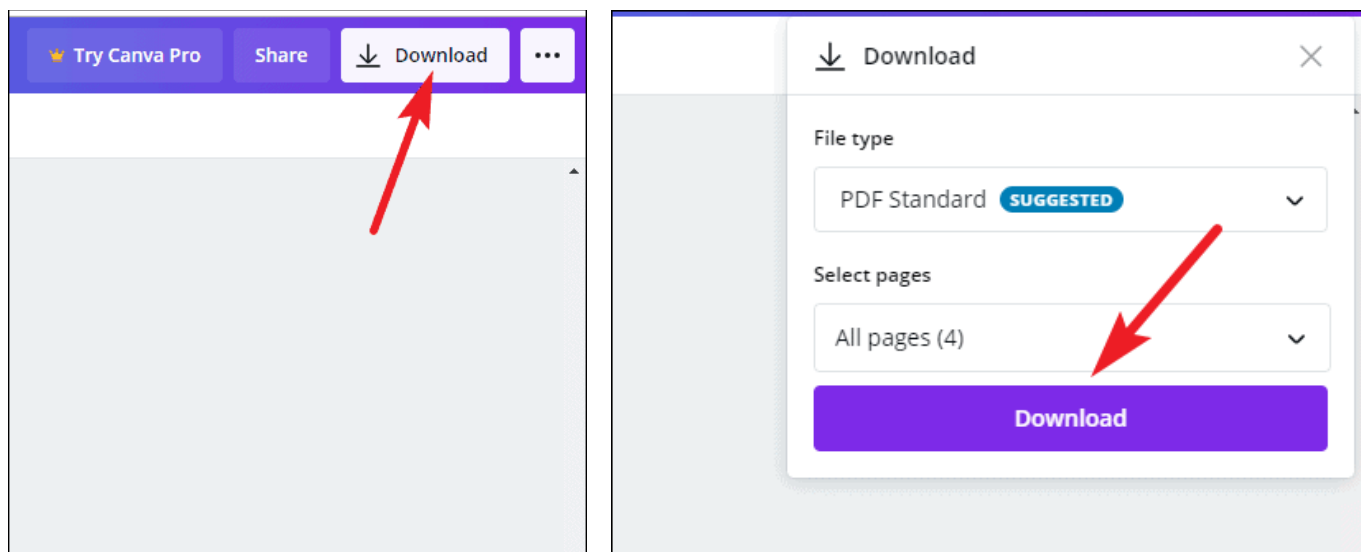 Try Canva Pro Share Download
Download
File type
PDF Standard SUGGESTED
Select pages
All pages (4)
Download